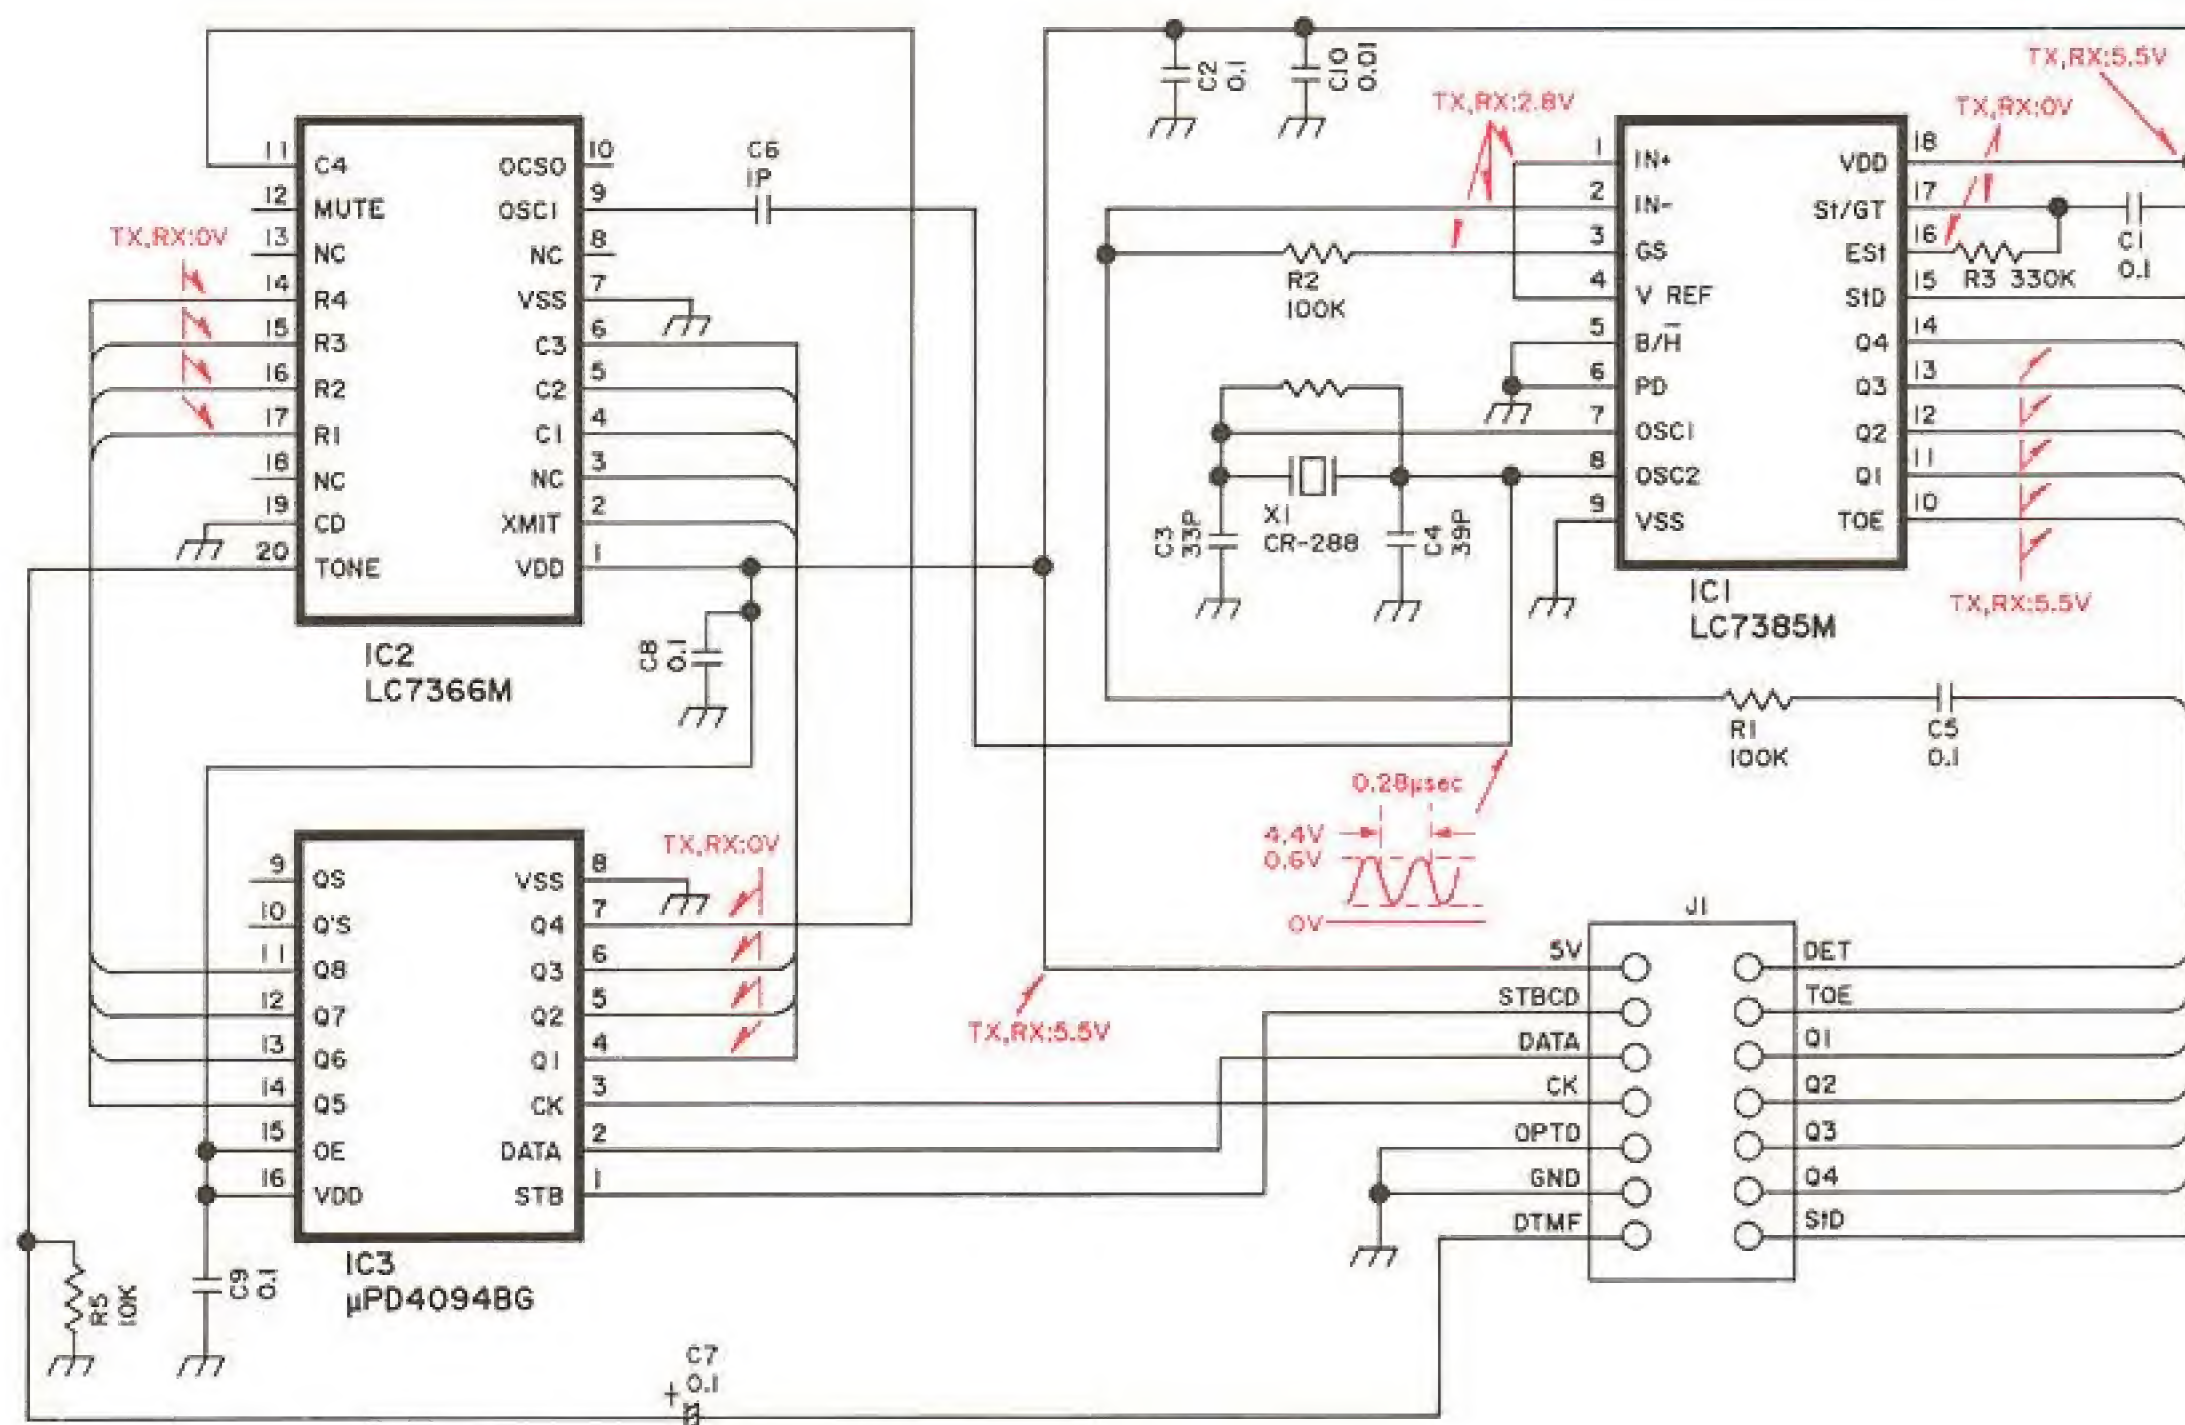 C2
0.1
C10
0.01
TX,RX:5.5V
TX,RX:2.8V
TX,RX:0V
11
C4
12
MUTE
13
NC
14
R4
15
R3
16
R2
17
R1
18
NC
19
CD
20
TONE
10
OCSO
9
OSCI
8
NC
7
VSS
6
C3
5
C2
4
C1
3
NC
2
XMIT
1
VDD
IC2
LC7366M
TX,RX:0V
C6
1P
C8
0.1
1
IN+
2
IN-
3
GS
4
V REF
5
B/H̅
6
PD
7
OSC1
8
OSC2
9
VSS
18
VDD
17
St/GT
16
ESt
15
StD
14
Q4
13
Q3
12
Q2
11
Q1
10
TOE
IC1
LC7385M
TX,RX:5.5V
R3 330K
C1
0.1
R2
100K
X1
CR-288
C3
33P
C4
39P
R1
100K
C5
0.1
0.28µsec
4.4V
0.6V
0V
TX,RX:5.5V
9
QS
10
Q'S
11
Q8
12
Q7
13
Q6
14
Q5
15
OE
16
VDD
8
VSS
7
Q4
6
Q3
5
Q2
4
Q1
3
CK
2
DATA
1
STB
IC3
µPD4094BG
TX,RX:0V
J1
5V
STBCD
DATA
CK
OPTD
GND
DTMF
DET
TOE
Q1
Q2
Q3
Q4
StD
R5
10K
C9
0.1
C7
+ 0.1